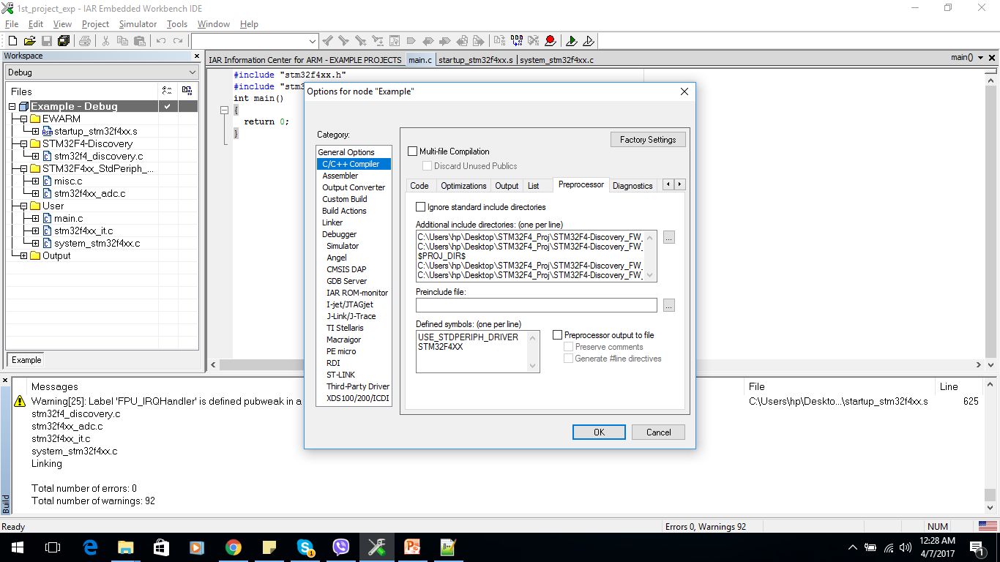 1st_project_exp - IAR Embedded Workbench IDE
File Edit View Project Simulator Tools Window Help
Workspace
IAR Information Center for ARM - EXAMPLE PROJECTS main.c startup_stm32f4xx.s system_stm32f4xx.c main()
Debug
Files
Example - Debug
EWARM
startup_stm32f4xx.s
STM32F4-Discovery
stm32f4_discovery.c
STM32F4xx_StdPeriph_...
misc.c
stm32f4xx_adc.c
User
main.c
stm32f4xx_it.c
system_stm32f4xx.c
Output
Example
#include "stm32f4xx.h"
#include "stm3
int main()
{
return 0;
}
Options for node "Example"
Category:
General Options
C/C++ Compiler
Assembler
Output Converter
Custom Build
Build Actions
Linker
Debugger
Simulator
Angel
CMSIS DAP
GDB Server
IAR ROM-monitor
I-jet/JTAGjet
J-Link/J-Trace
TI Stellaris
Macraigor
PE micro
RDI
ST-LINK
Third-Party Driver
XDS100/200/ICDI
Factory Settings
Multi-file Compilation
Discard Unused Publics
Code Optimizations Output List Preprocessor Diagnostics
Ignore standard include directories
Additional include directories: (one per line)
C:\Users\hp\Desktop\STM32F4_Proj\STM32F4-Discovery_FW_
C:\Users\hp\Desktop\STM32F4_Proj\STM32F4-Discovery_FW_
$PROJ_DIR$
C:\Users\hp\Desktop\STM32F4_Proj\STM32F4-Discovery_FW_
C:\Users\hp\Desktop\STM32F4_Proj\STM32F4-Discovery_FW_
...
Preinclude file:
...
Defined symbols: (one per line)
USE_STDPERIPH_DRIVER
STM32F4XX
Preprocessor output to file
Preserve comments
Generate #line directives
OK Cancel
Messages File Line
Warning[25]: Label 'FPU_IRQHandler' is defined pubweak in a C:\Users\hp\Deskto...\startup_stm32f4xx.s 625
stm32f4_discovery.c
stm32f4xx_adc.c
stm32f4xx_it.c
system_stm32f4xx.c
Linking
Total number of errors: 0
Total number of warnings: 92
Build
Ready Errors 0, Warnings 92 NUM
12:28 AM
4/7/2017